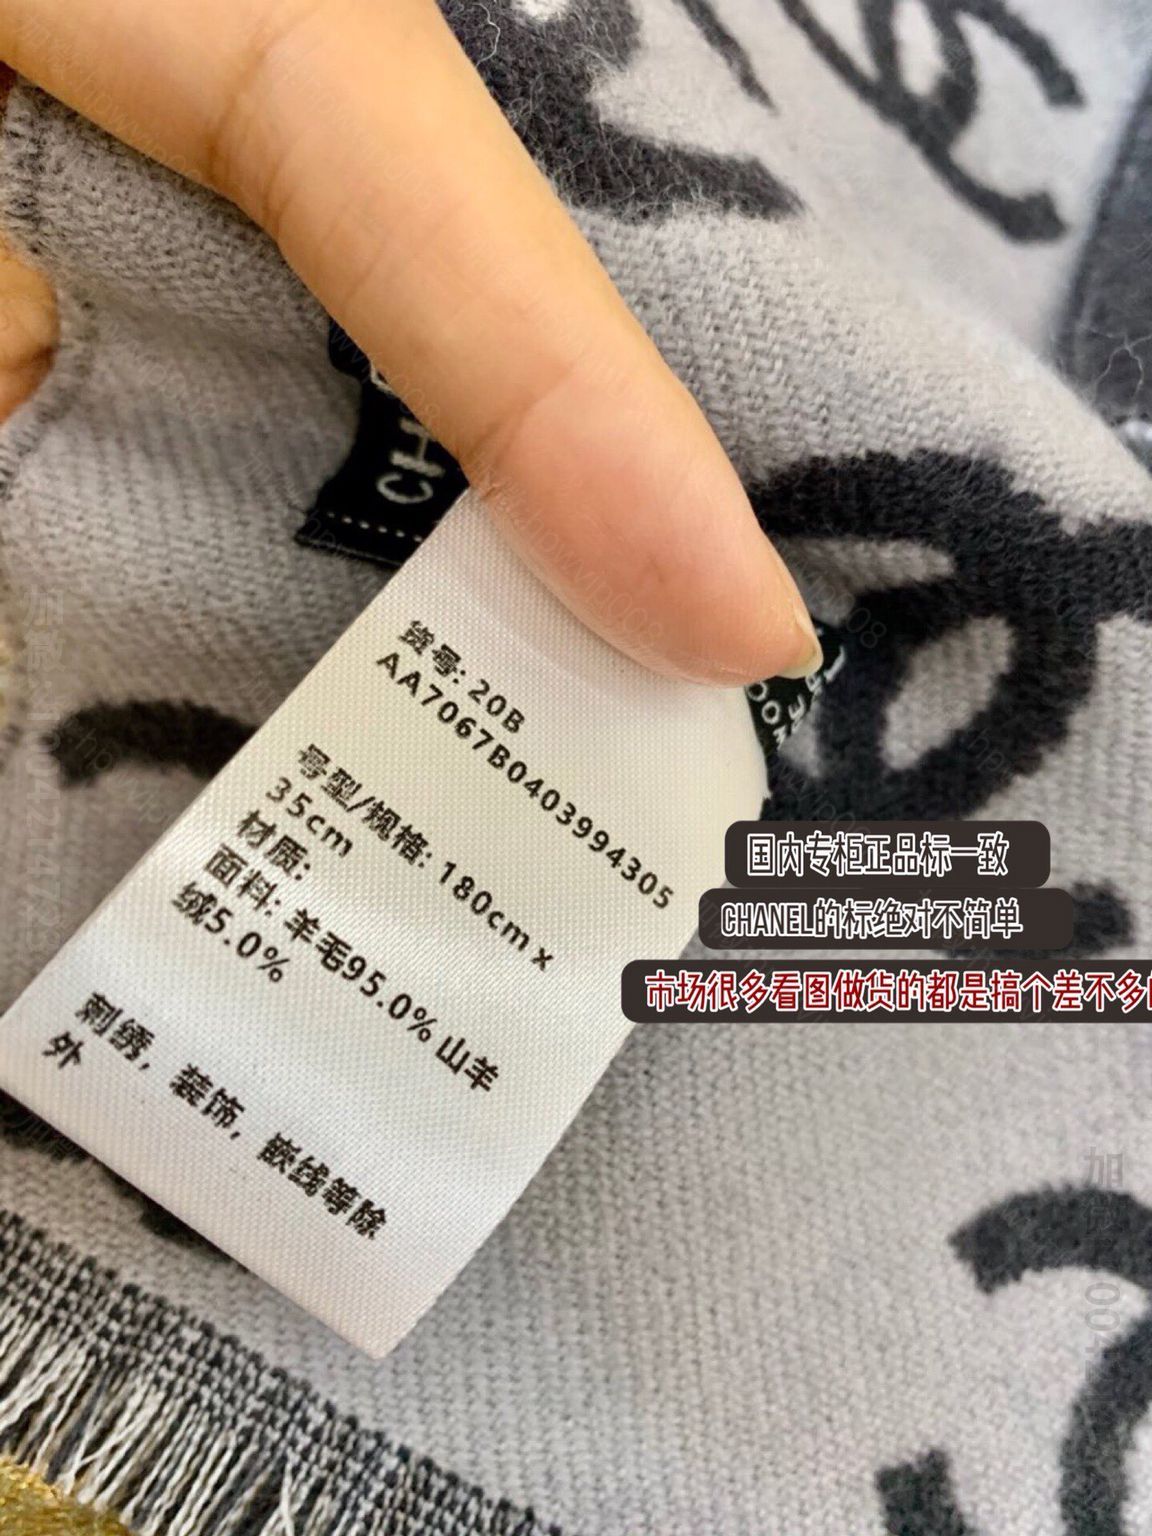 货号: 20B
AA7067B0403994305
号型/规格: 180cm x
35cm
材质:
面料: 羊毛95.0% 山羊
绒5.0%
刺绣, 装饰, 嵌线等除
外
国内专柜正品标一致
CHANEL的标绝对不简单
市场很多看图做货的都是搞个差不多
CH